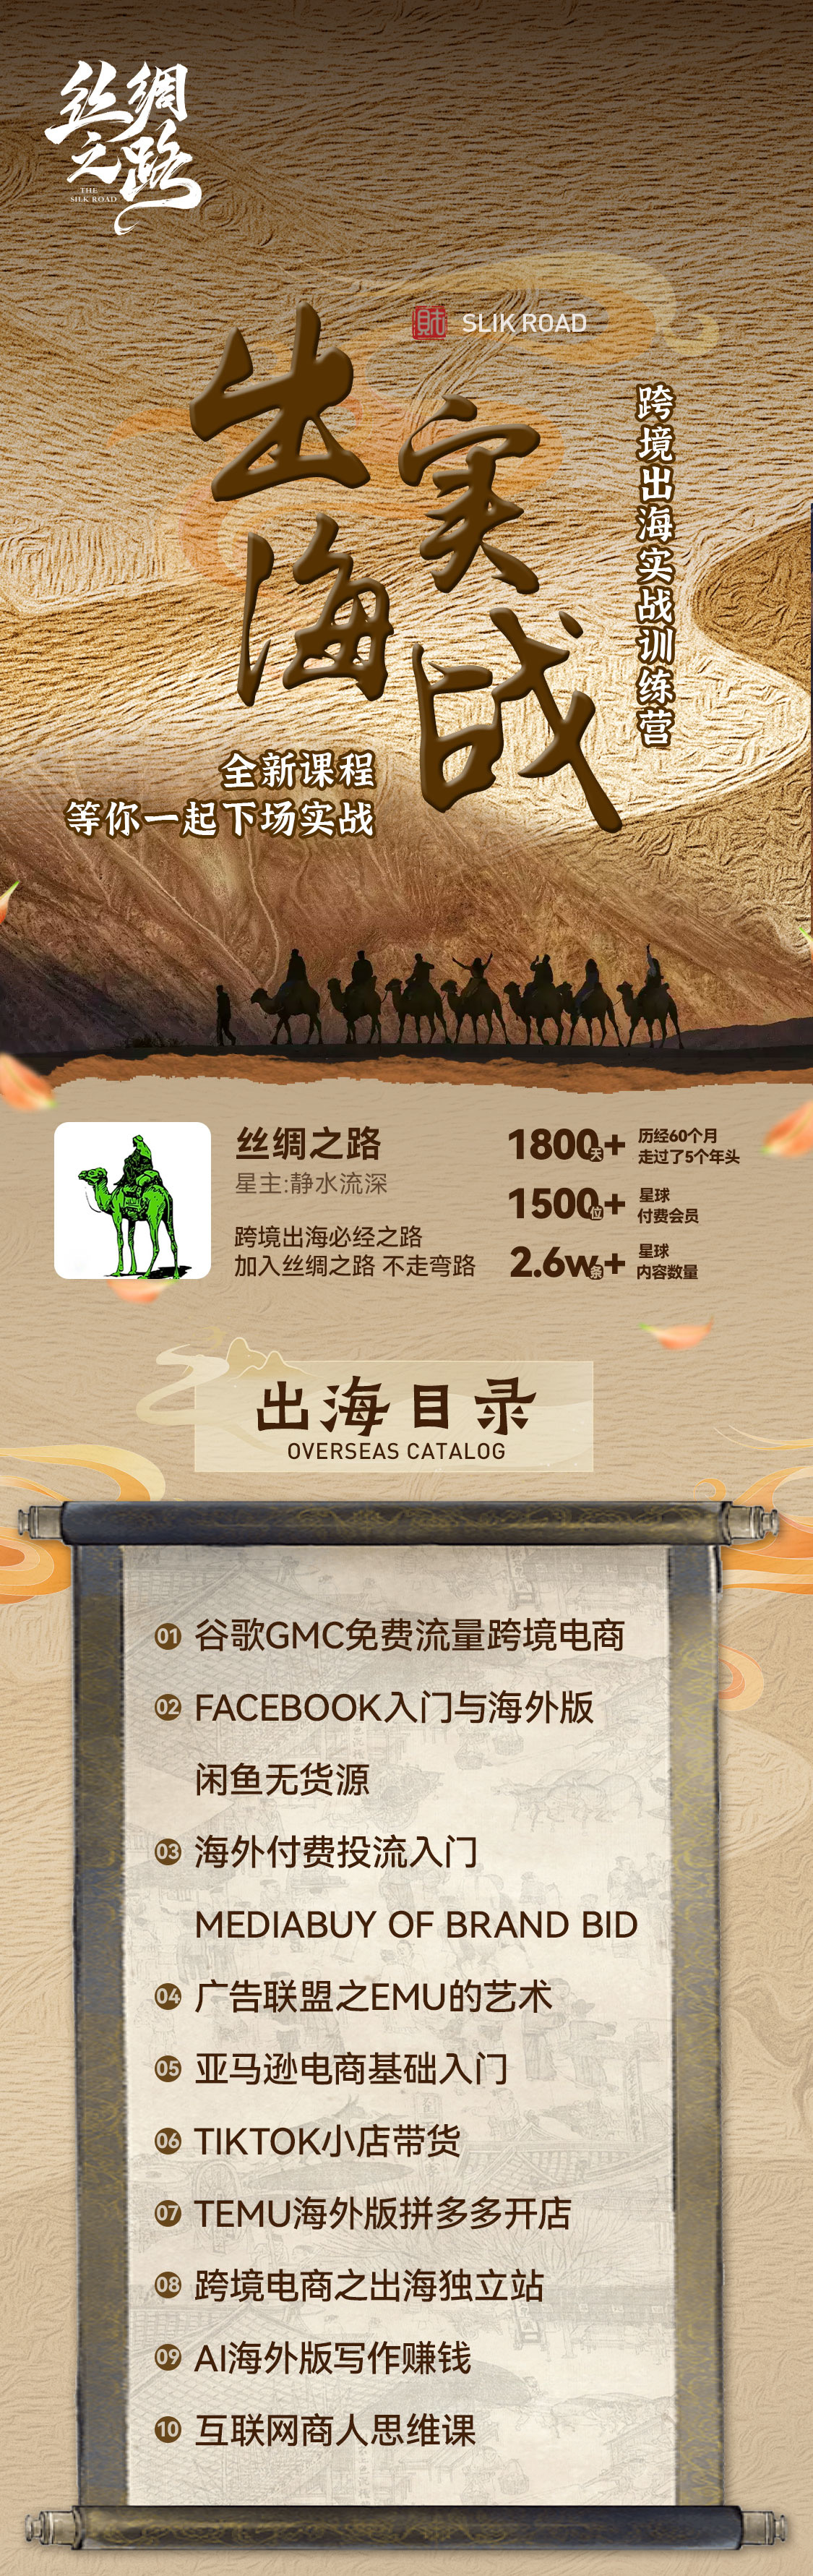 丝绸
之路
THE
SILK ROAD
財 SLIK ROAD
出海
实战
跨境出海实战训练营
全新课程
等你一起下场实战
丝绸之路
星主:静水流深
跨境出海必经之路
加入丝绸之路 不走弯路
1800天+ 历经60个月
走过了5个年头
1500位+ 星球
付费会员
2.6w条+ 星球
内容数量
出海目录
OVERSEAS CATALOG
01 谷歌GMC免费流量跨境电商
02 FACEBOOK入门与海外版
闲鱼无货源
03 海外付费投流入门
MEDIABUY OF BRAND BID
04 广告联盟之EMU的艺术
05 亚马逊电商基础入门
06 TIKTOK小店带货
07 TEMU海外版拼多多开店
08 跨境电商之出海独立站
09 AI海外版写作赚钱
10 互联网商人思维课